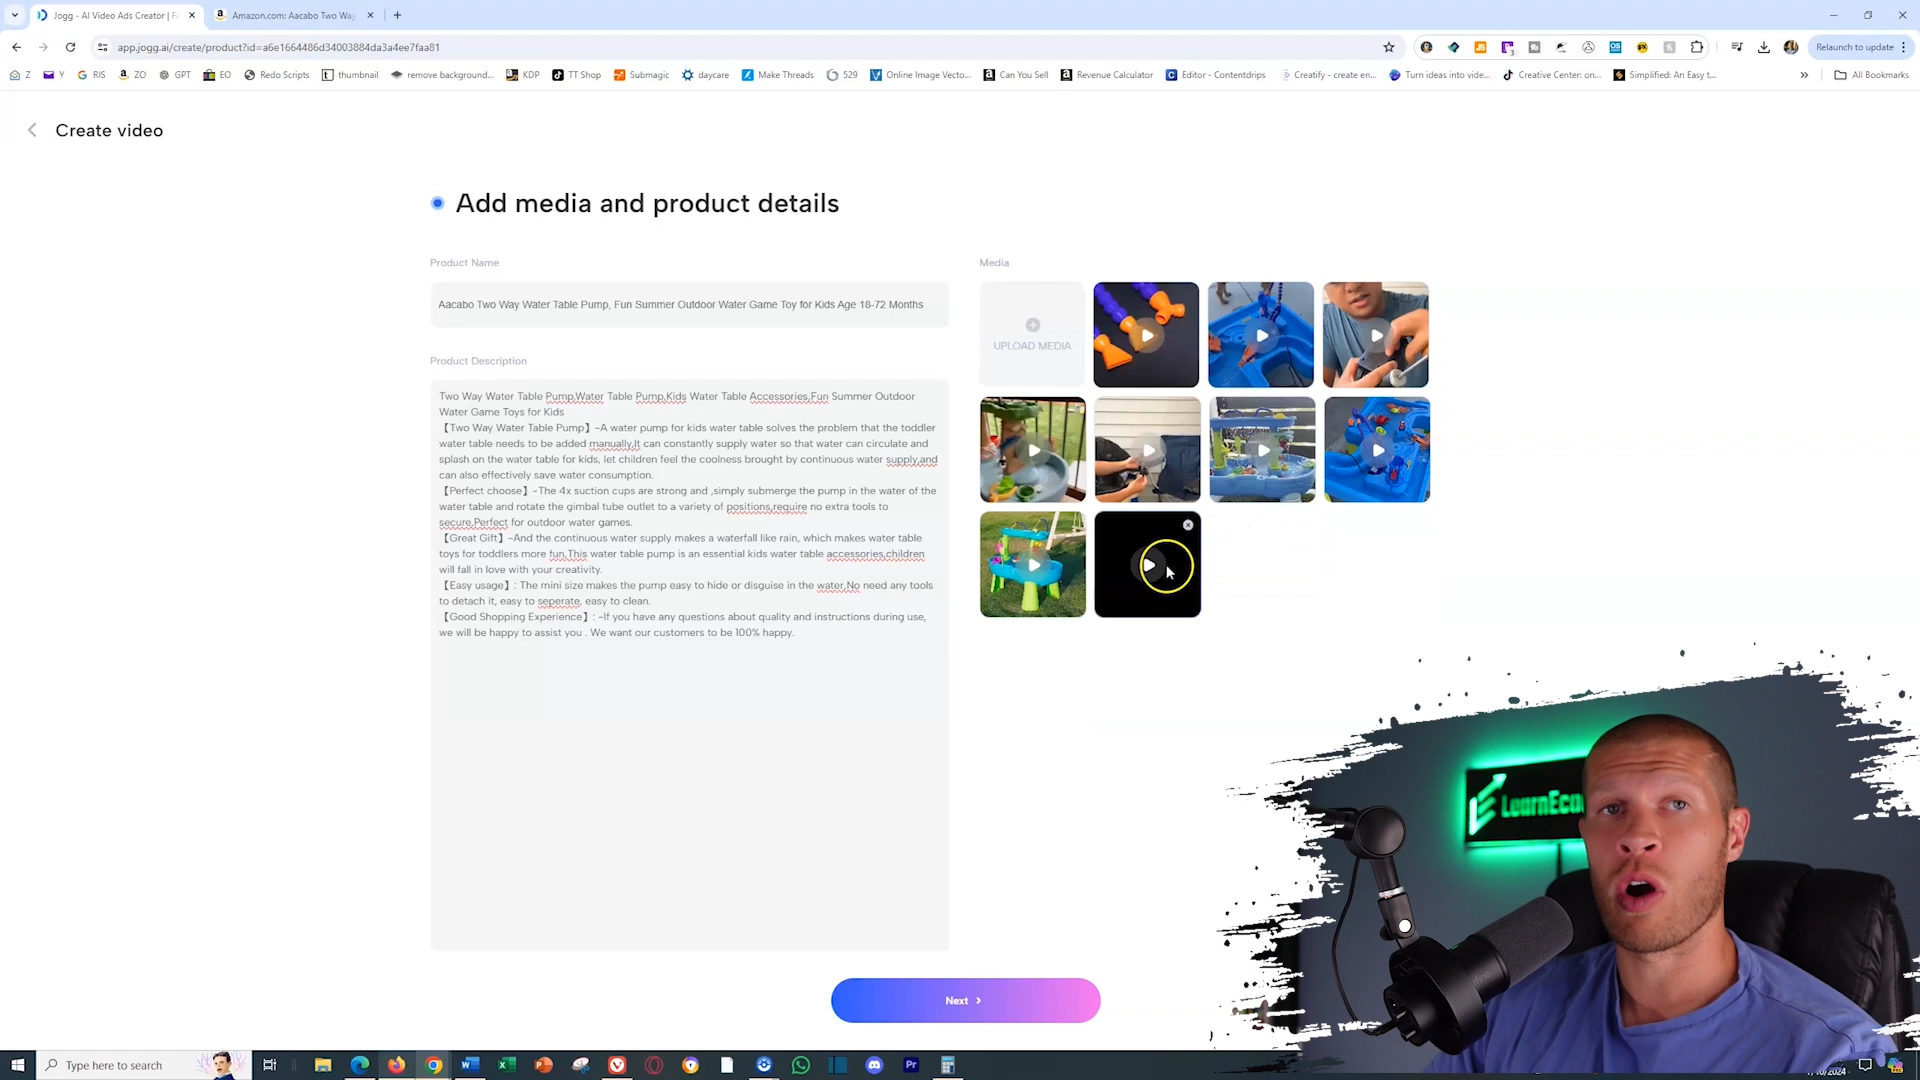 Jogg - AI Video Ads Creator | F
Amazon.com: Aacabo Two Way
app.jogg.ai/create/product?id=a6e1664486d34003884da3a4ee7faa81
Relaunch to update
Z
Y
RIS
ZO
GPT
EO
Redo Scripts
thumbnail
remove background...
KDP
TT Shop
Submagic
daycare
Make Threads
529
Online Image Vecto...
Can You Sell
Revenue Calculator
Editor - Contentdrips
Creatify - create en...
Turn ideas into vide...
Creative Center: on...
Simplified: An Easy t...
All Bookmarks
Create video
Add media and product details
Product Name
Aacabo Two Way Water Table Pump, Fun Summer Outdoor Water Game Toy for Kids Age 18-72 Months
Product Description
Two Way Water Table Pump,Water Table Pump,Kids Water Table Accessories,Fun Summer Outdoor
Water Game Toys for Kids
【Two Way Water Table Pump】-A water pump for kids water table solves the problem that the toddler
water table needs to be added manually,It can constantly supply water so that water can circulate and
splash on the water table for kids, let children feel the coolness brought by continuous water supply,and
can also effectively save water consumption.
【Perfect choose】-The 4x suction cups are strong and ,simply submerge the pump in the water of the
water table and rotate the gimbal tube outlet to a variety of positions,require no extra tools to
secure,Perfect for outdoor water games.
【Great Gift】-And the continuous water supply makes a waterfall like rain, which makes water table
toys for toddlers more fun,This water table pump is an essential kids water table accessories,children
will fall in love with your creativity.
【Easy usage】: The mini size makes the pump easy to hide or disguise in the water,No need any tools
to detach it, easy to seperate, easy to clean.
【Good Shopping Experience】: -If you have any questions about quality and instructions during use,
we will be happy to assist you . We want our customers to be 100% happy.
Media
UPLOAD MEDIA
Next
LearnEco
Type here to search